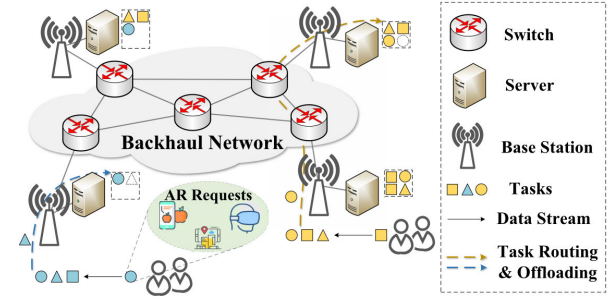 Backhaul Network
AR Requests
Switch
Server
Base Station
Tasks
Data Stream
Task Routing
& Offloading